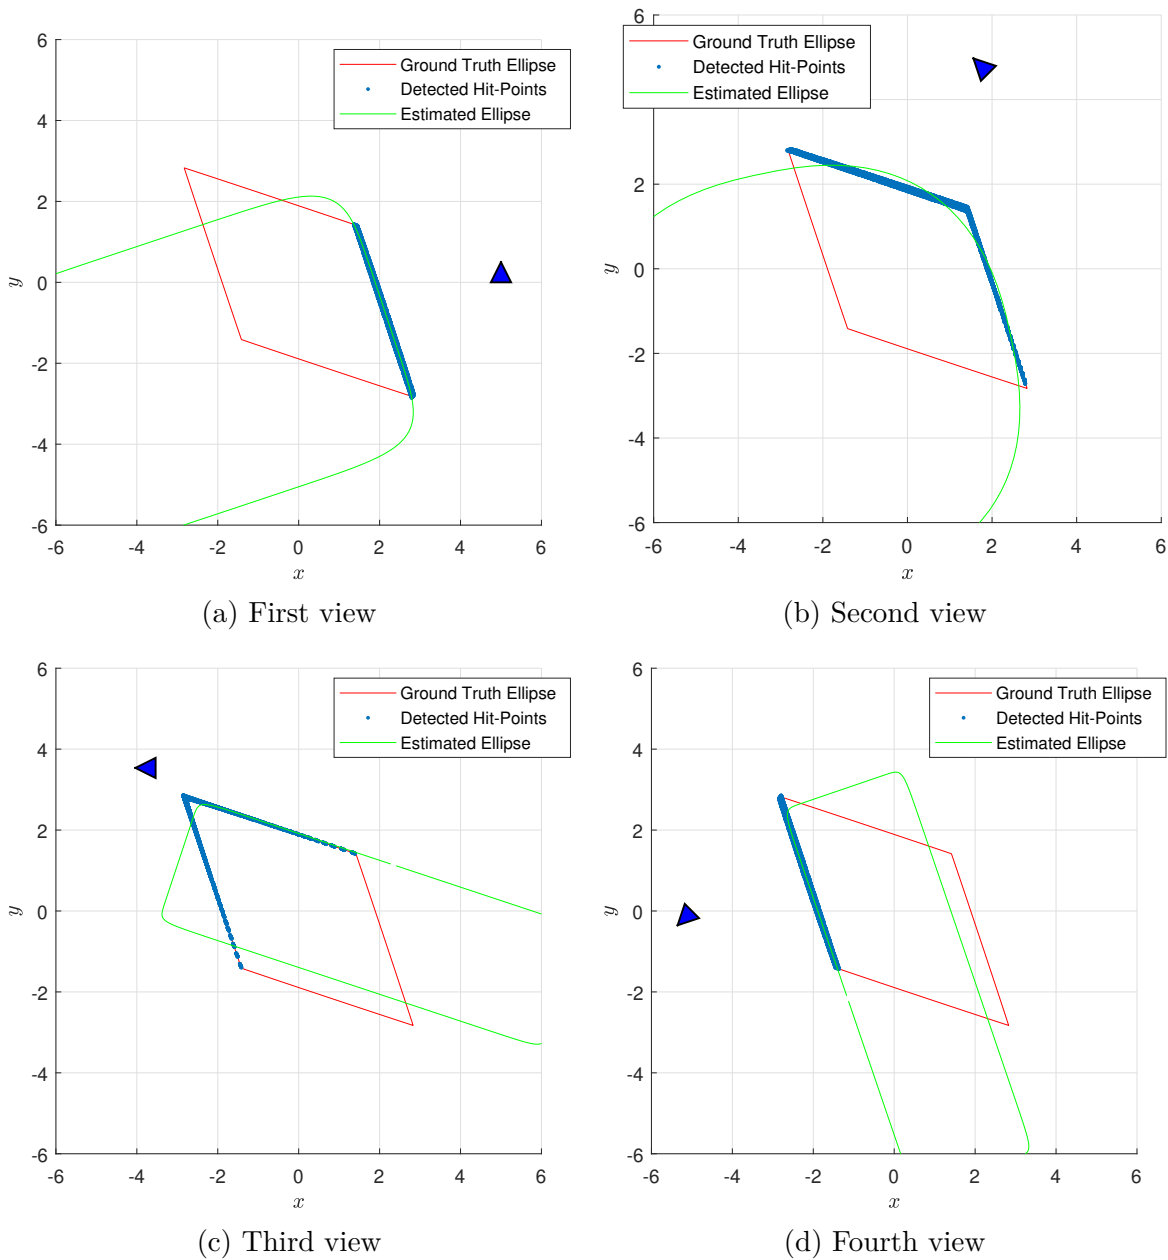 6
4
2
0
-2
-4
-6
y
Ground Truth Ellipse
Detected Hit-Points
Estimated Ellipse
-6 -4 -2 0 2 4 6
x
(a) First view
6
4
2
0
-2
-4
-6
y
Ground Truth Ellipse
Detected Hit-Points
Estimated Ellipse
-6 -4 -2 0 2 4 6
x
(b) Second view
6
4
2
0
-2
-4
-6
y
Ground Truth Ellipse
Detected Hit-Points
Estimated Ellipse
-6 -4 -2 0 2 4 6
x
(c) Third view
6
4
2
0
-2
-4
-6
y
Ground Truth Ellipse
Detected Hit-Points
Estimated Ellipse
-6 -4 -2 0 2 4 6
x
(d) Fourth view